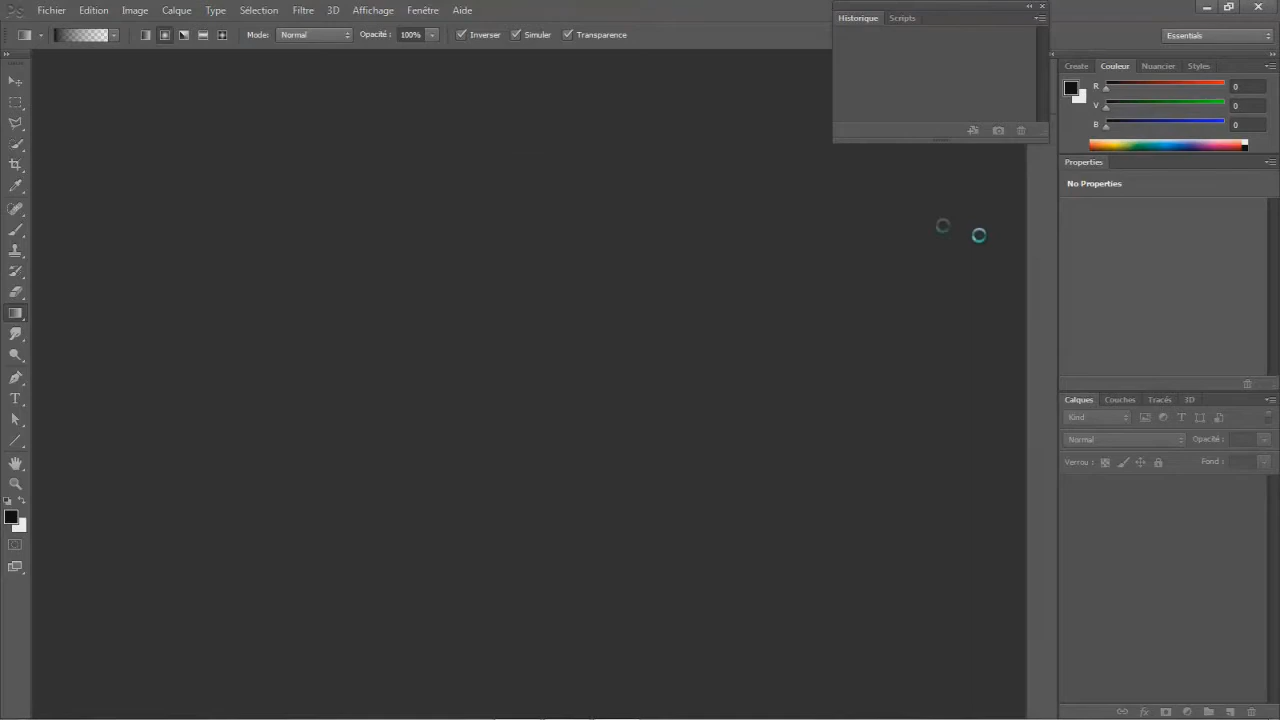 Ps Fichier Edition Image Calque Type Sélection Filtre 3D Affichage Fenêtre Aide
Mode: Normal Opacité : 100% Inverser Simuler Transparence
Historique Scripts
Essentials
Create Couleur Nuancier Styles
R 0
V 0
B 0
Properties
No Properties
Calques Couches Tracés 3D
Kind
Normal Opacité :
Verrou : Fond :